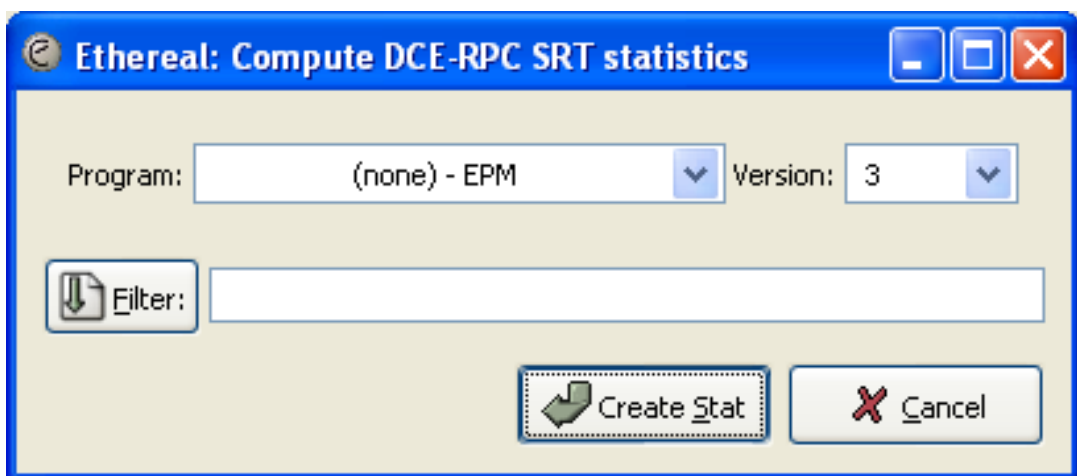 Ethereal: Compute DCE-RPC SRT statistics
Program: (none) - EPM Version: 3
Filter:
Create Stat Cancel